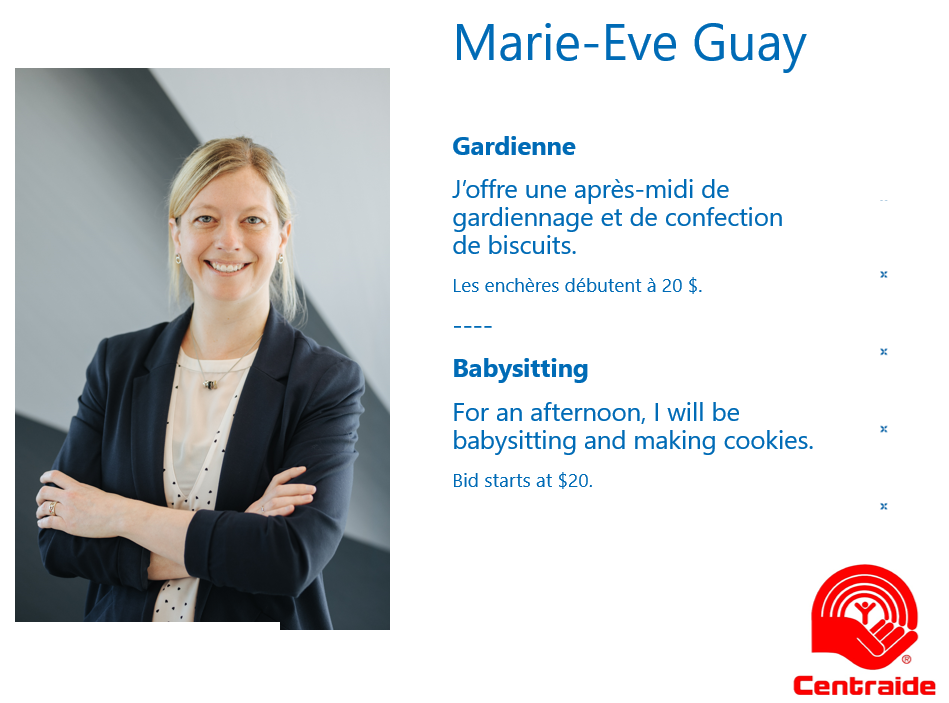 Marie-Eve Guay
Gardienne
J'offre une après-midi de
gardiennage et de confection
de biscuits.
Les enchères débutent à 20 $.
----
Babysitting
For an afternoon, I will be
babysitting and making cookies.
Bid starts at $20.
®
Centraide